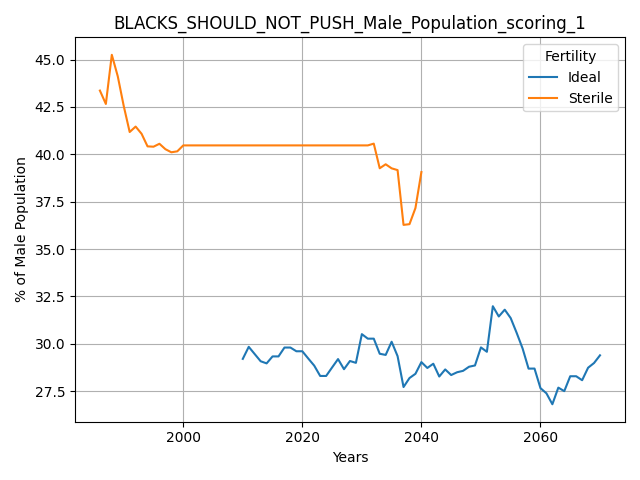 BLACKS_SHOULD_NOT_PUSH_Male_Population_scoring_1
Fertility
Ideal
Sterile
% of Male Population
45.0
42.5
40.0
37.5
35.0
32.5
30.0
27.5
2000 2020 2040 2060
Years